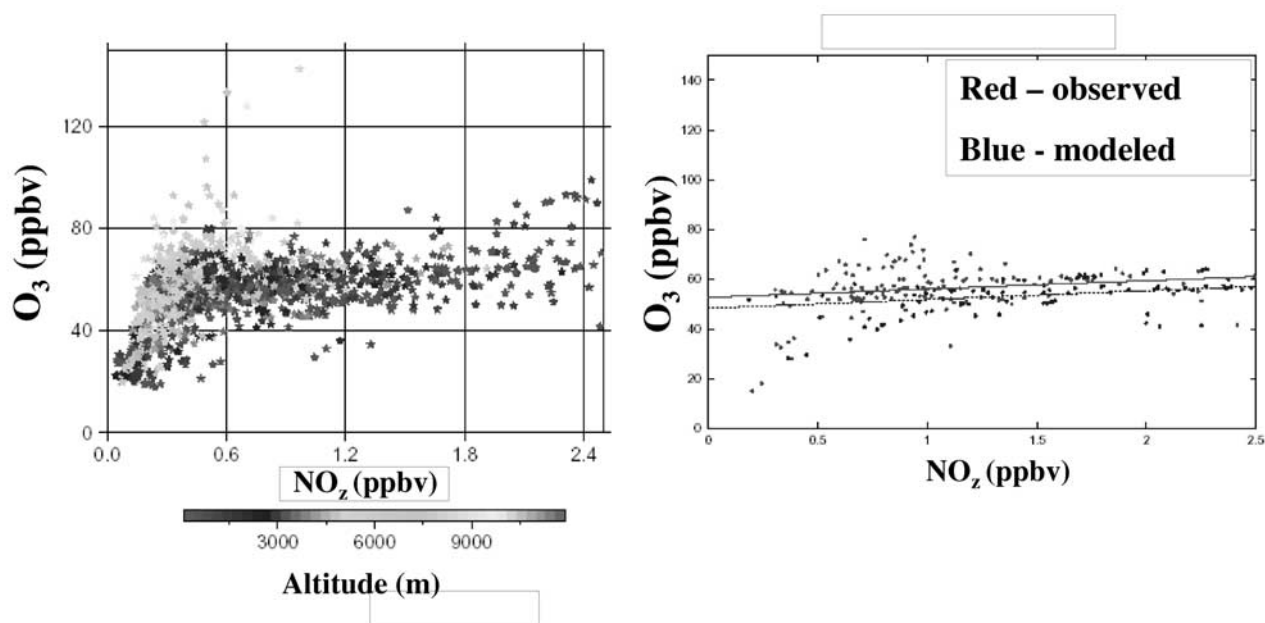 O3 (ppbv)
120
80
40
0
0.0 0.6 1.2 1.8 2.4
NOz (ppbv)
3000 6000 9000
Altitude (m)
Red – observed
Blue - modeled
O3 (ppbv)
140
120
100
80
60
40
20
0
0 0.5 1 1.5 2 2.5
NOz (ppbv)